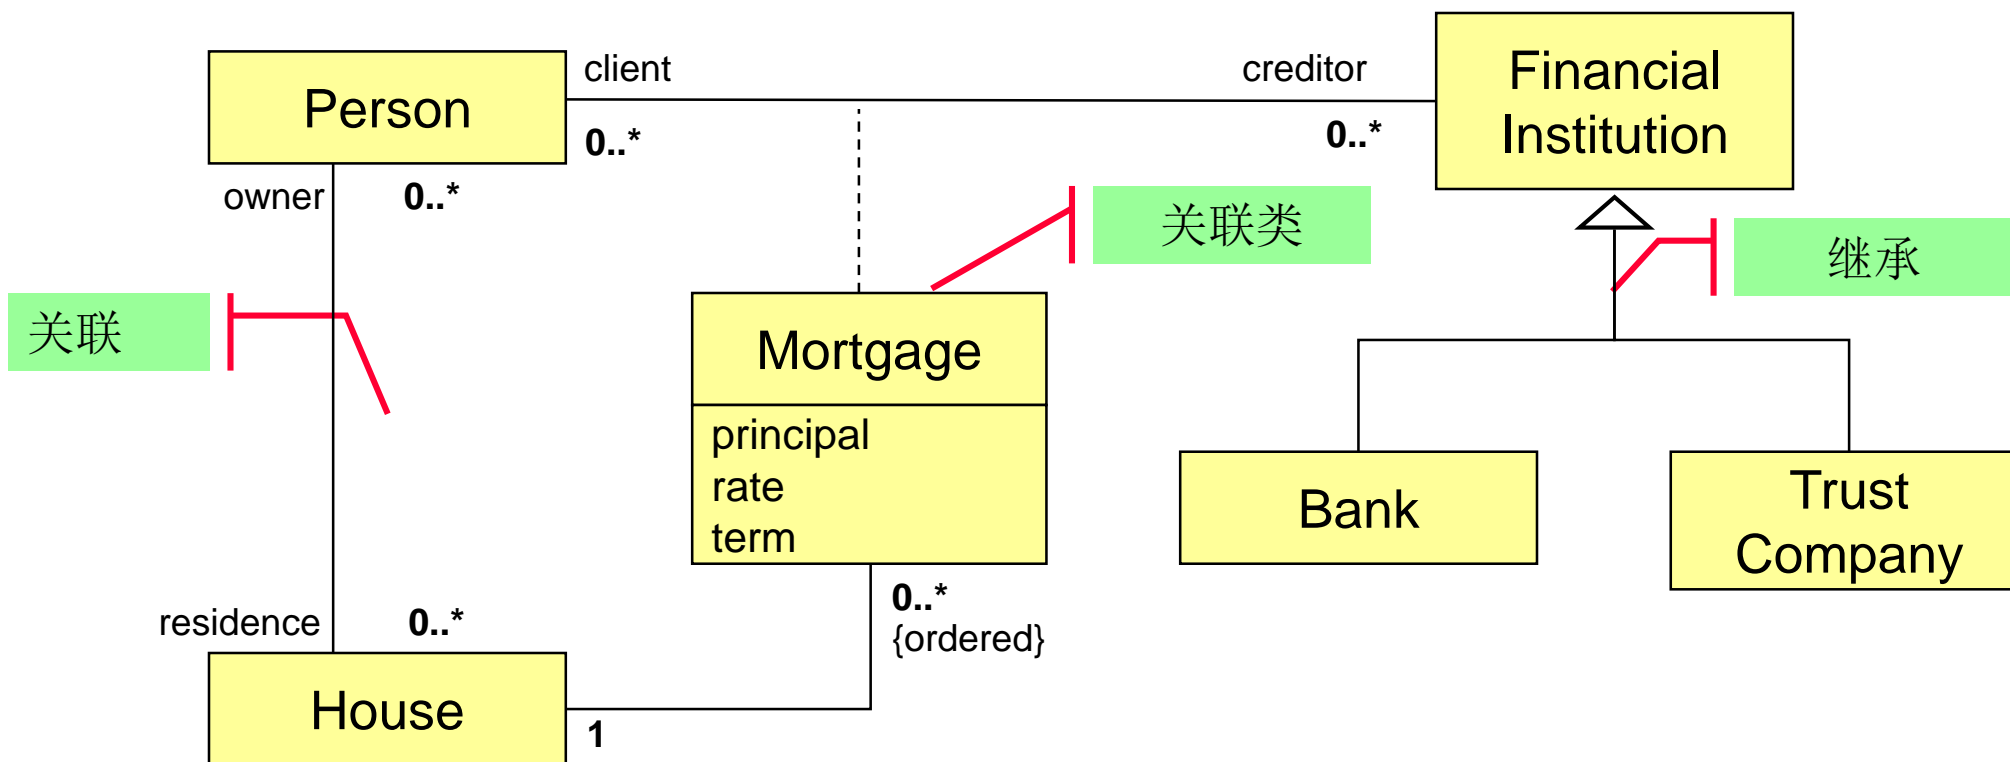 client
creditor
Financial
Institution
Person
0..*
0..*
owner
0..*
关联类
继承
关联
Mortgage
principal
rate
term
Bank
Trust
Company
residence
0..*
0..*
{ordered}
House
1